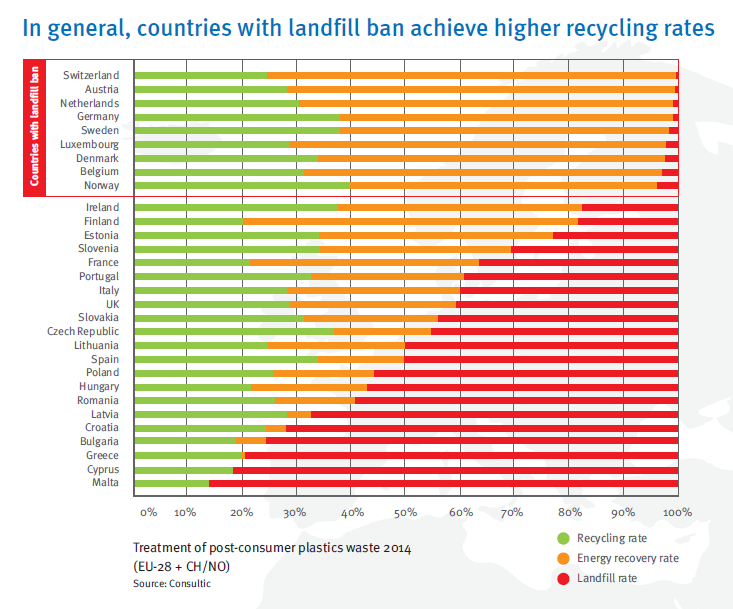 In general, countries with landfill ban achieve higher recycling rates
Countries with landfill ban
Switzerland
Austria
Netherlands
Germany
Sweden
Luxembourg
Denmark
Belgium
Norway
Ireland
Finland
Estonia
Slovenia
France
Portugal
Italy
UK
Slovakia
Czech Republic
Lithuania
Spain
Poland
Hungary
Romania
Latvia
Croatia
Bulgaria
Greece
Cyprus
Malta
0% 10% 20% 30% 40% 50% 60% 70% 80% 90% 100%
Treatment of post-consumer plastics waste 2014
(EU-28 + CH/NO)
Source: Consultic
Recycling rate
Energy recovery rate
Landfill rate